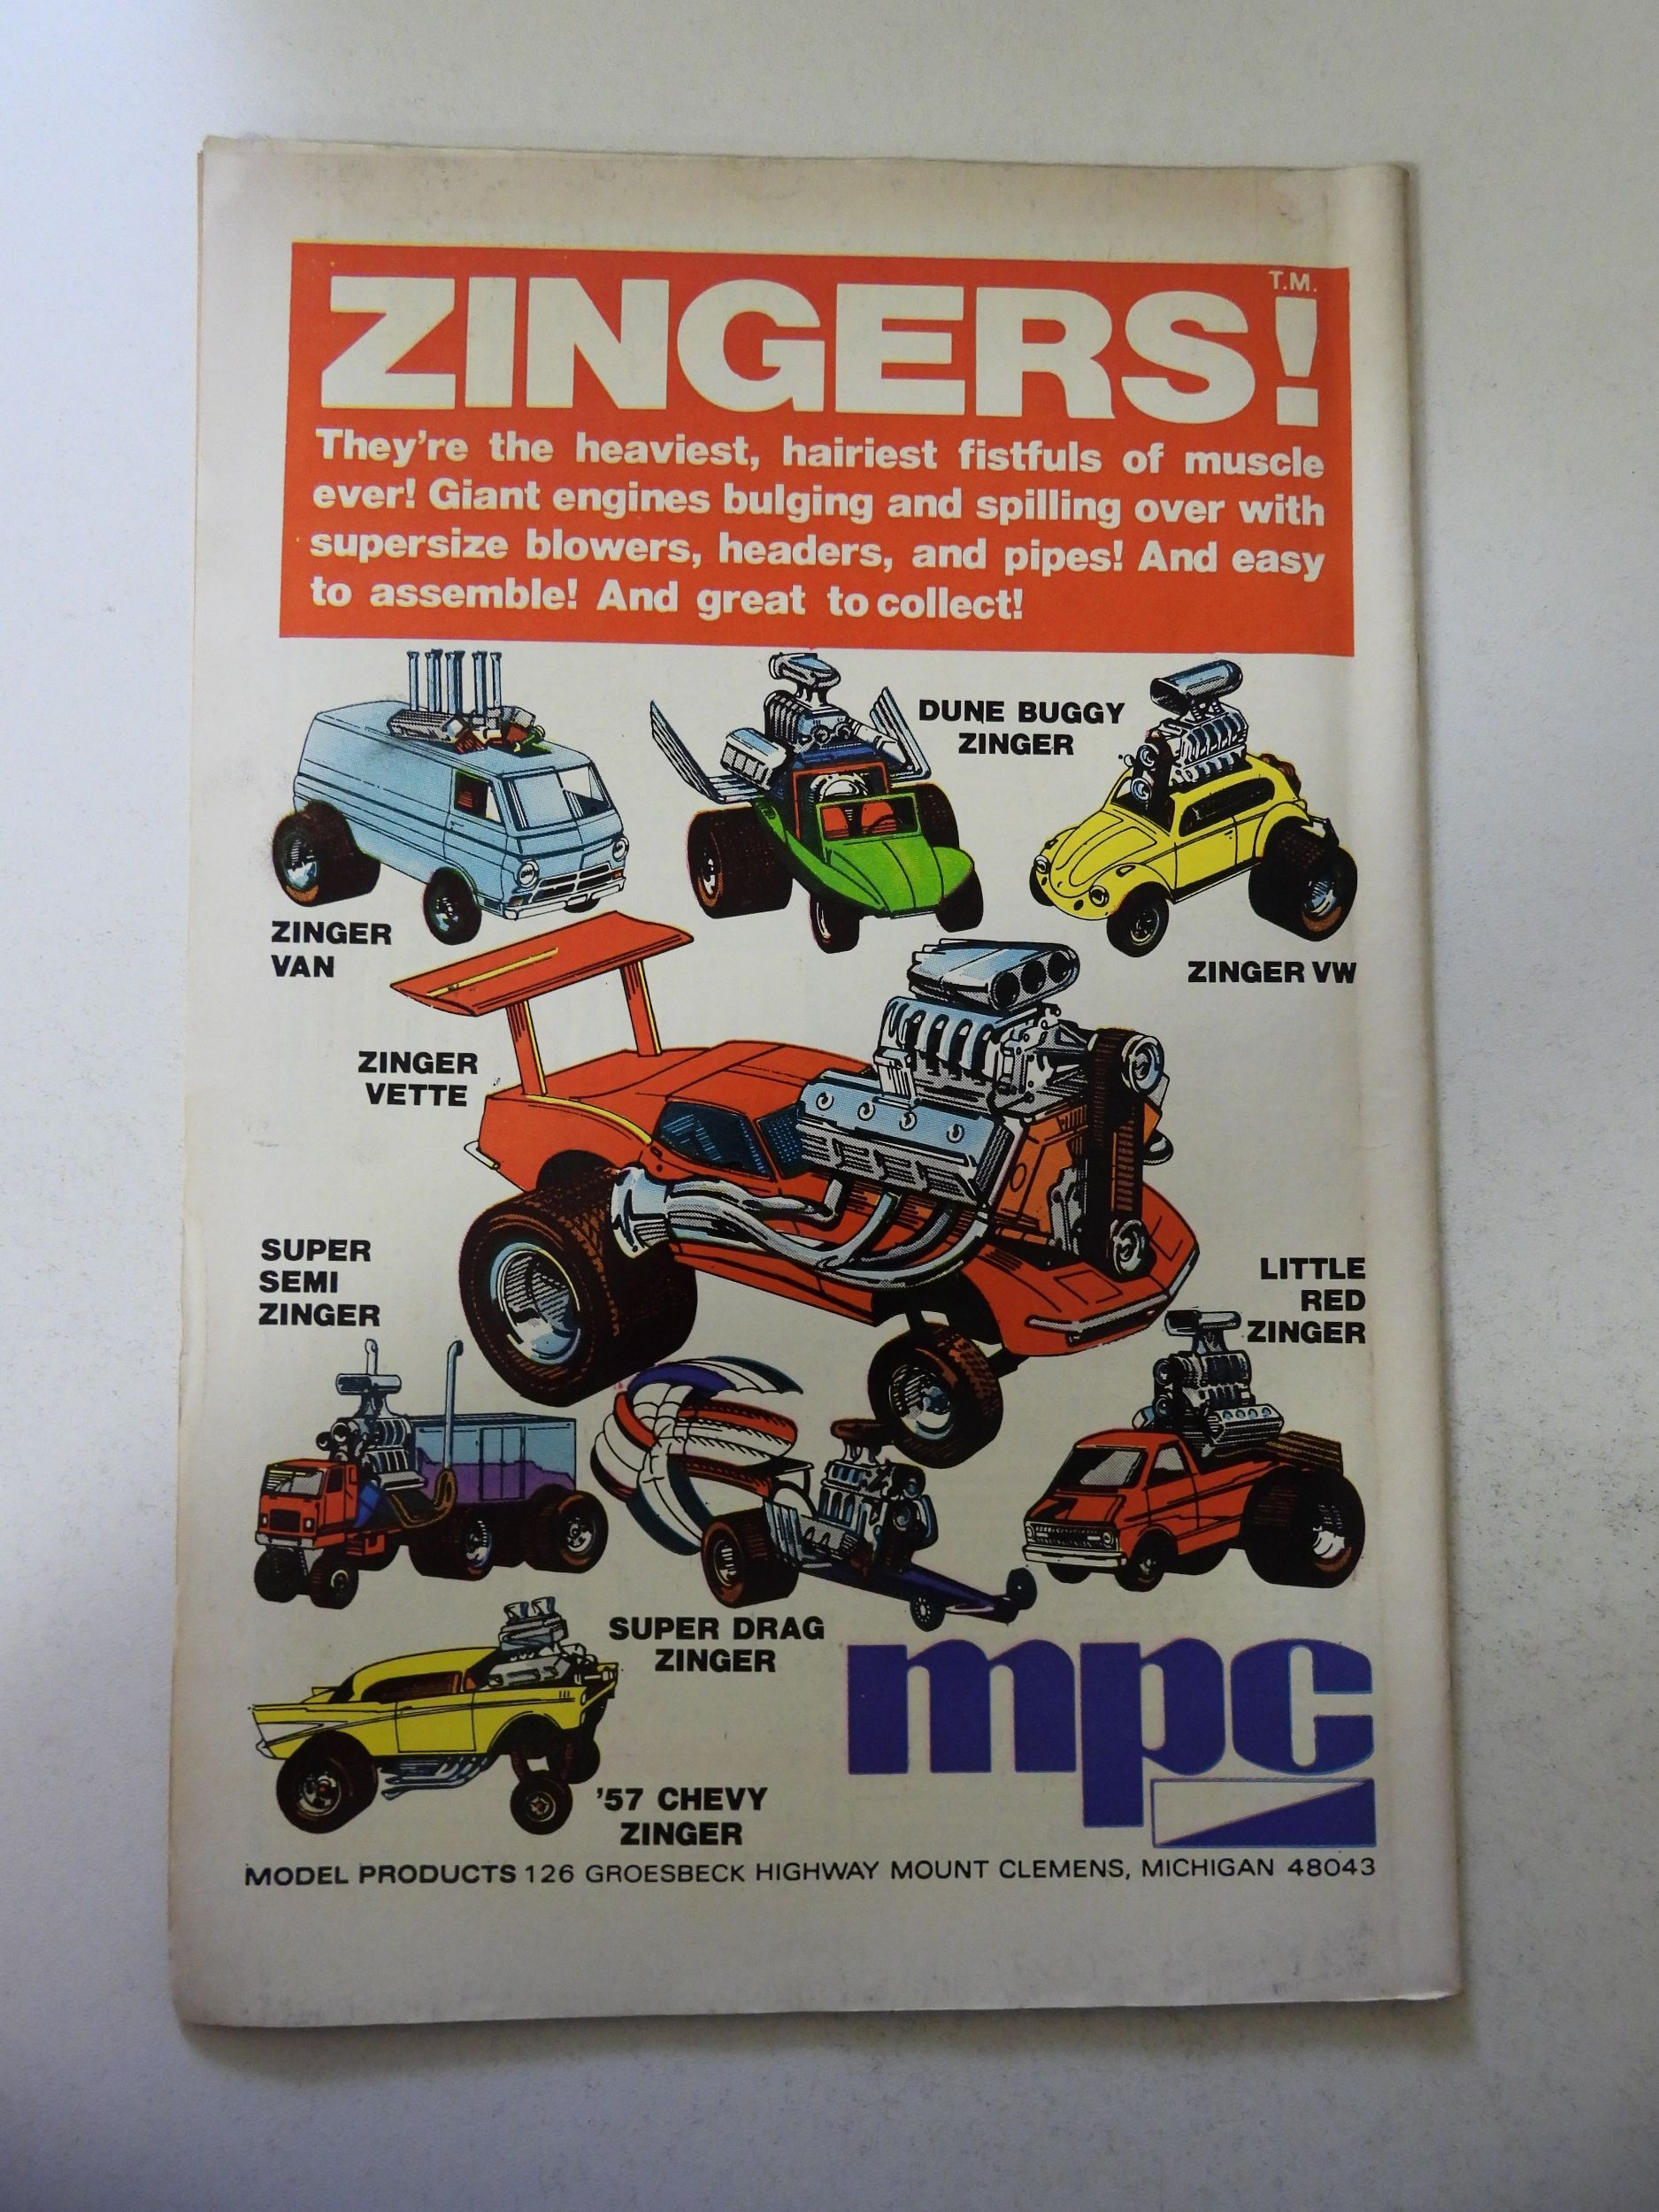 ZINGERS!
T.M.
They're the heaviest, hairiest fistfuls of muscle
ever! Giant engines bulging and spilling over with
supersize blowers, headers, and pipes! And easy
to assemble! And great to collect!
DUNE BUGGY
ZINGER
ZINGER
VAN
ZINGER VW
ZINGER
VETTE
SUPER
SEMI
ZINGER
LITTLE
RED
ZINGER
SUPER DRAG
ZINGER
mpc
'57 CHEVY
ZINGER
MODEL PRODUCTS 126 GROESBECK HIGHWAY MOUNT CLEMENS, MICHIGAN 48043